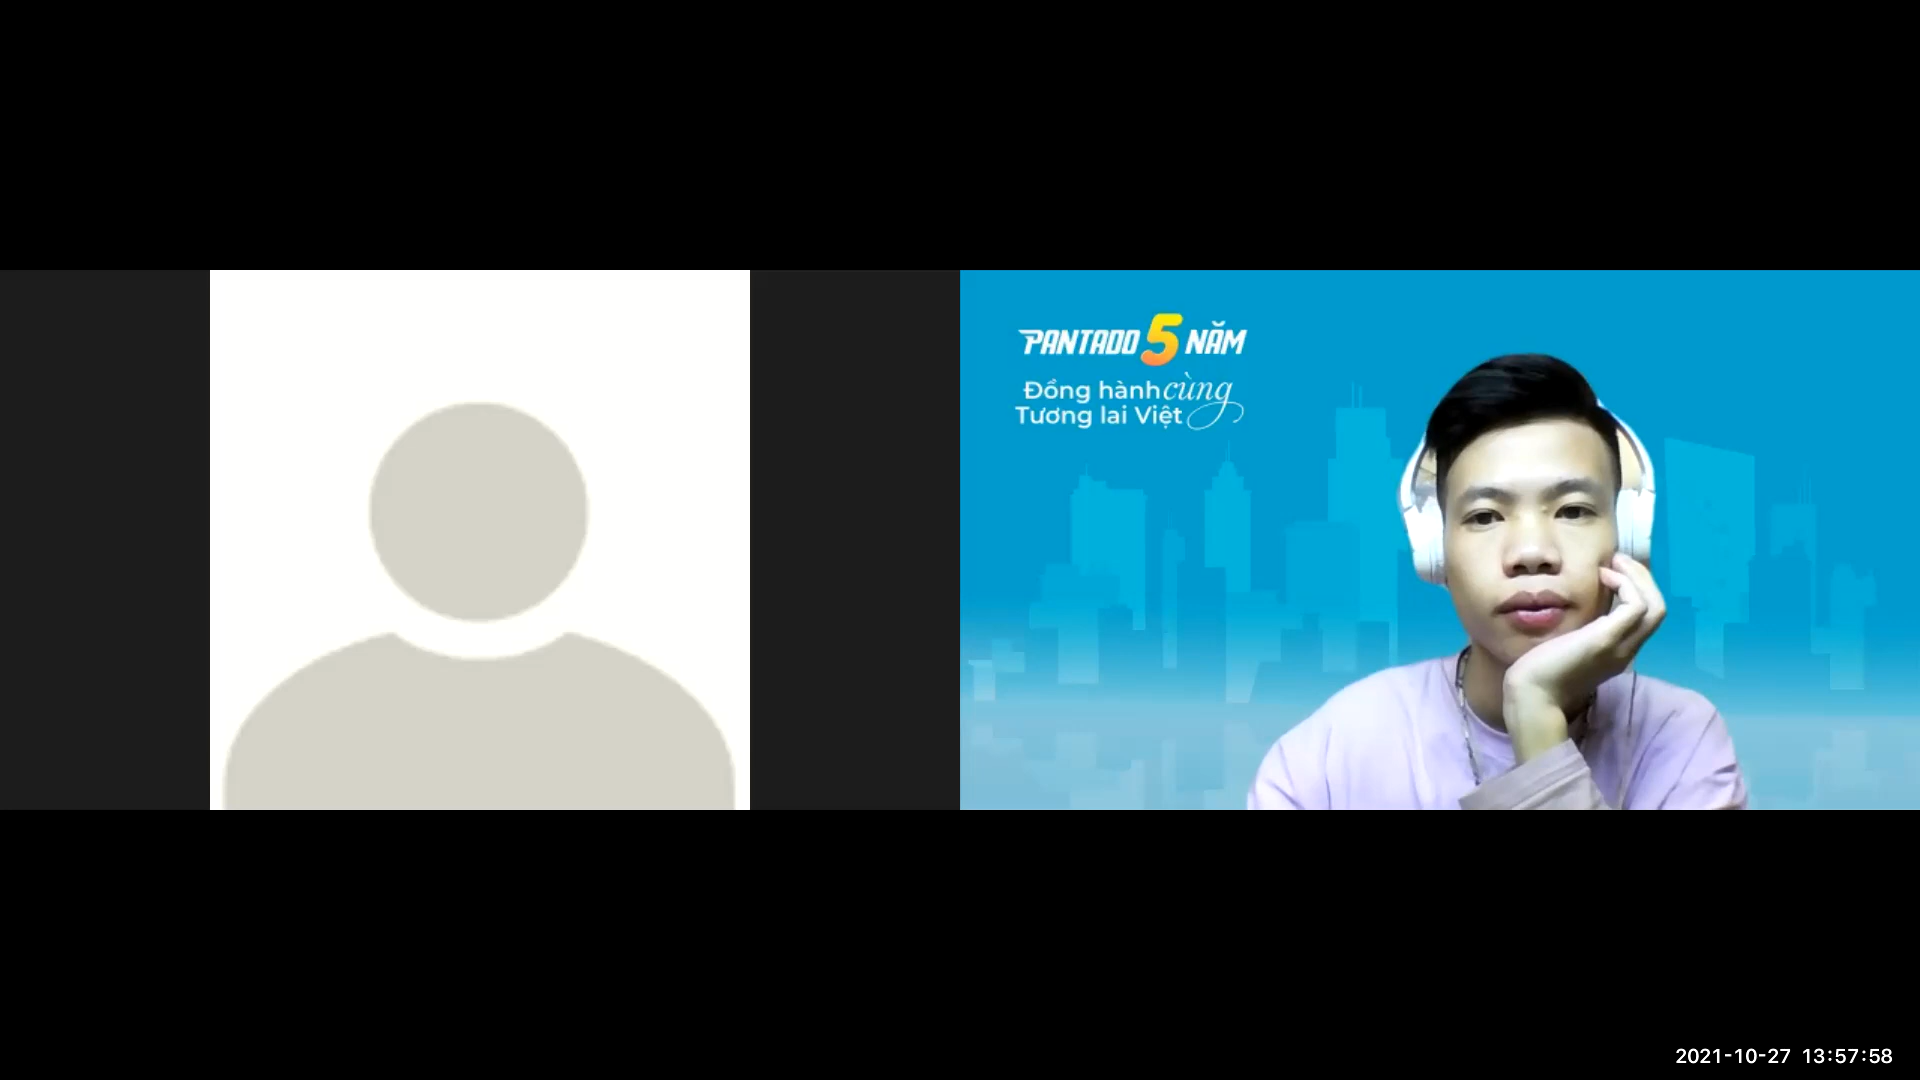 PANTADO 5 NĂM
Đồng hành cùng
Tương lai Việt
2021-10-27 13:57:58